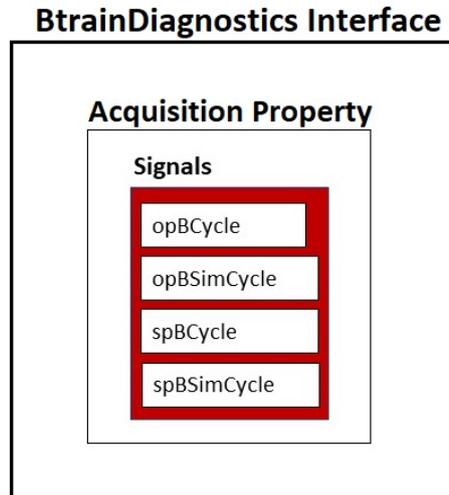 BtrainDiagnostics Interface
Acquisition Property
Signals
opBCycle
opBSimCycle
spBCycle
spBSimCycle